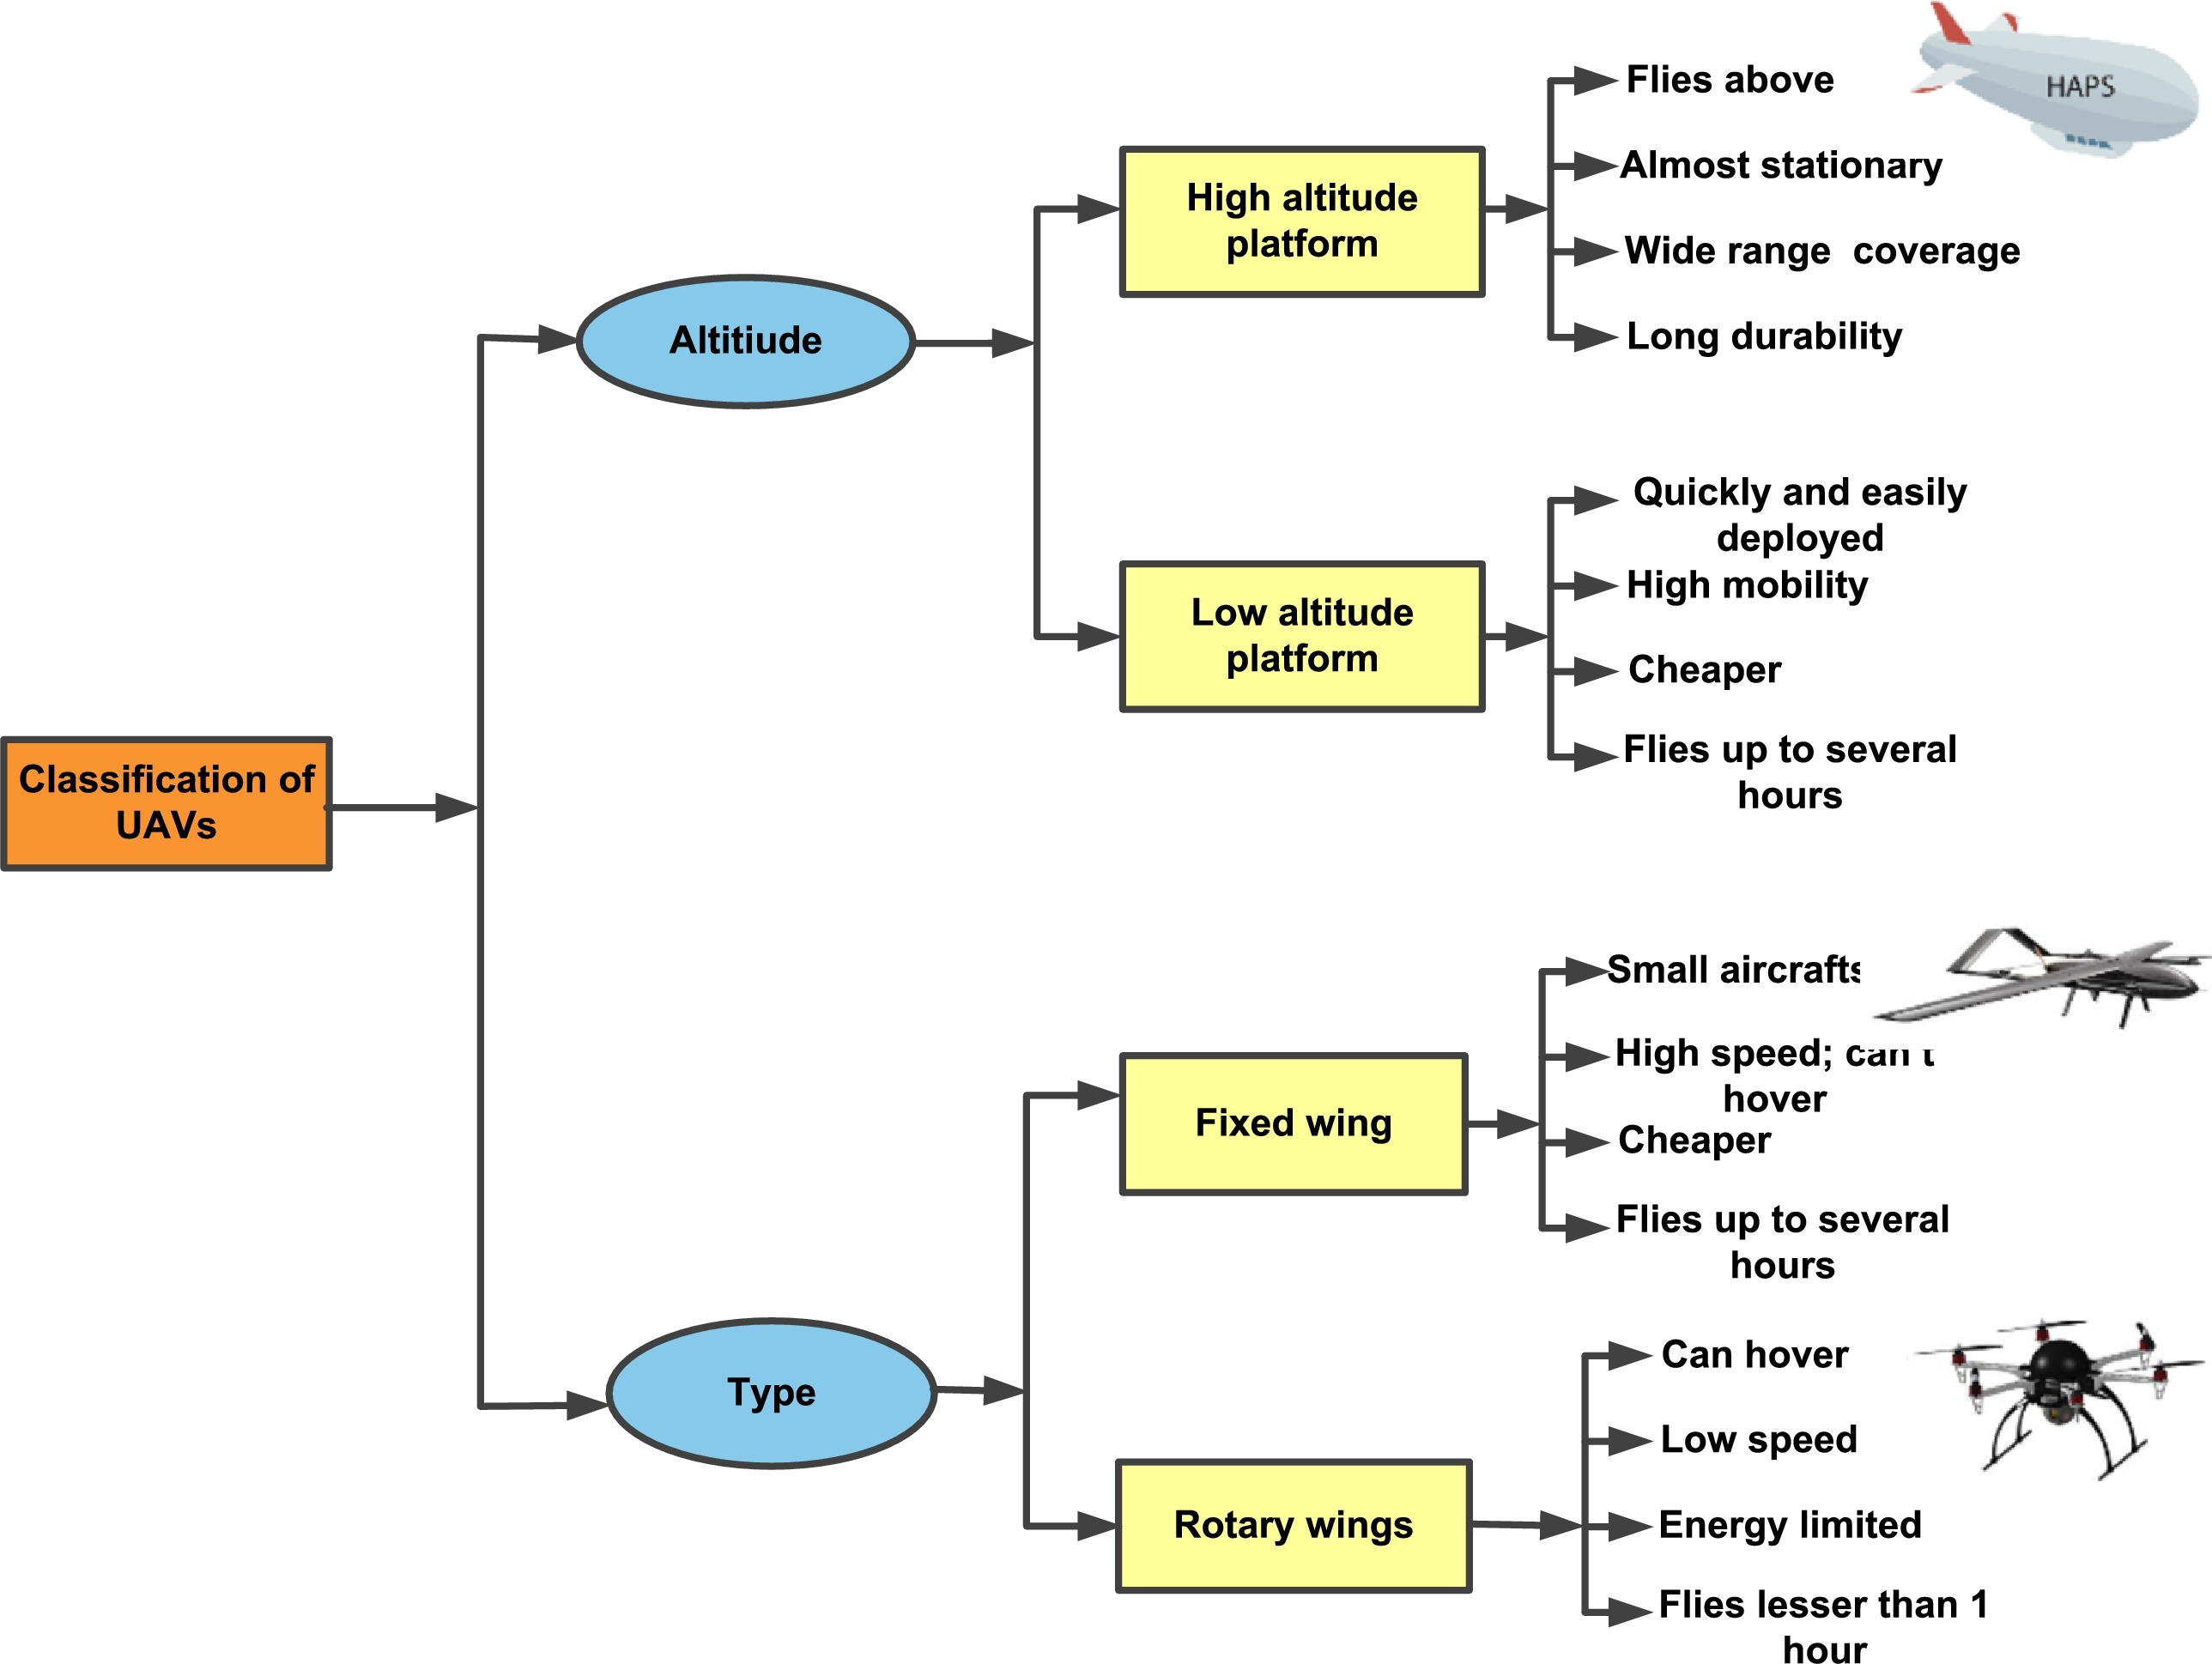 Flies above
HAPS
Almost stationary
High altitude
platform
Wide range  coverage
Altitiude
Long durability
Quickly and easily
deployed
High mobility
Low altitude
platform
Cheaper
Flies up to several
hours
Classification of
UAVs
Small aircrafts
High speed; can't
hover
Fixed wing
Cheaper
Flies up to several
hours
Type
Can hover
Low speed
Rotary wings
Energy limited
Flies lesser than 1
hour